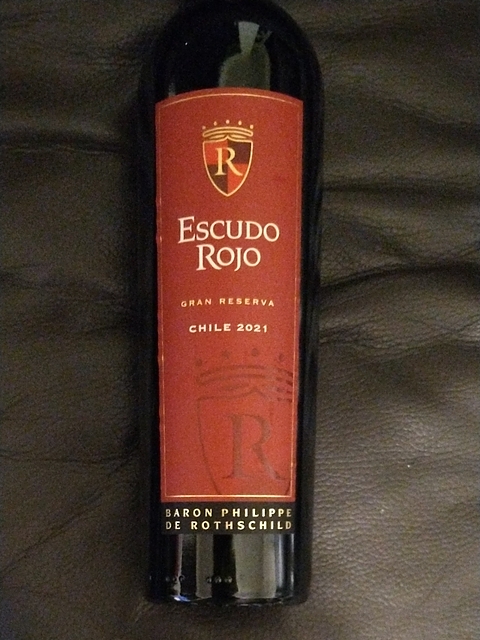 R
ESCUDO
ROJO
GRAN RESERVA
CHILE 2021
R
BARON PHILIPPE
DE ROTHSCHILD